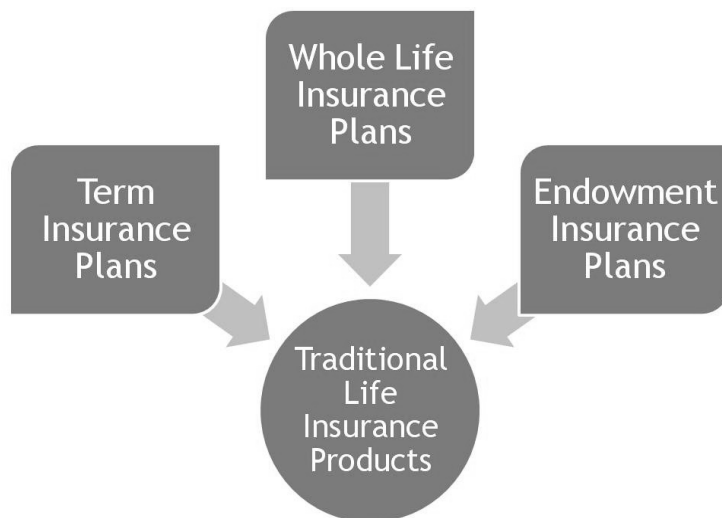 Whole Life
Insurance
Plans
Term
Insurance
Plans
Endowment
Insurance
Plans
Traditional
Life
Insurance
Products